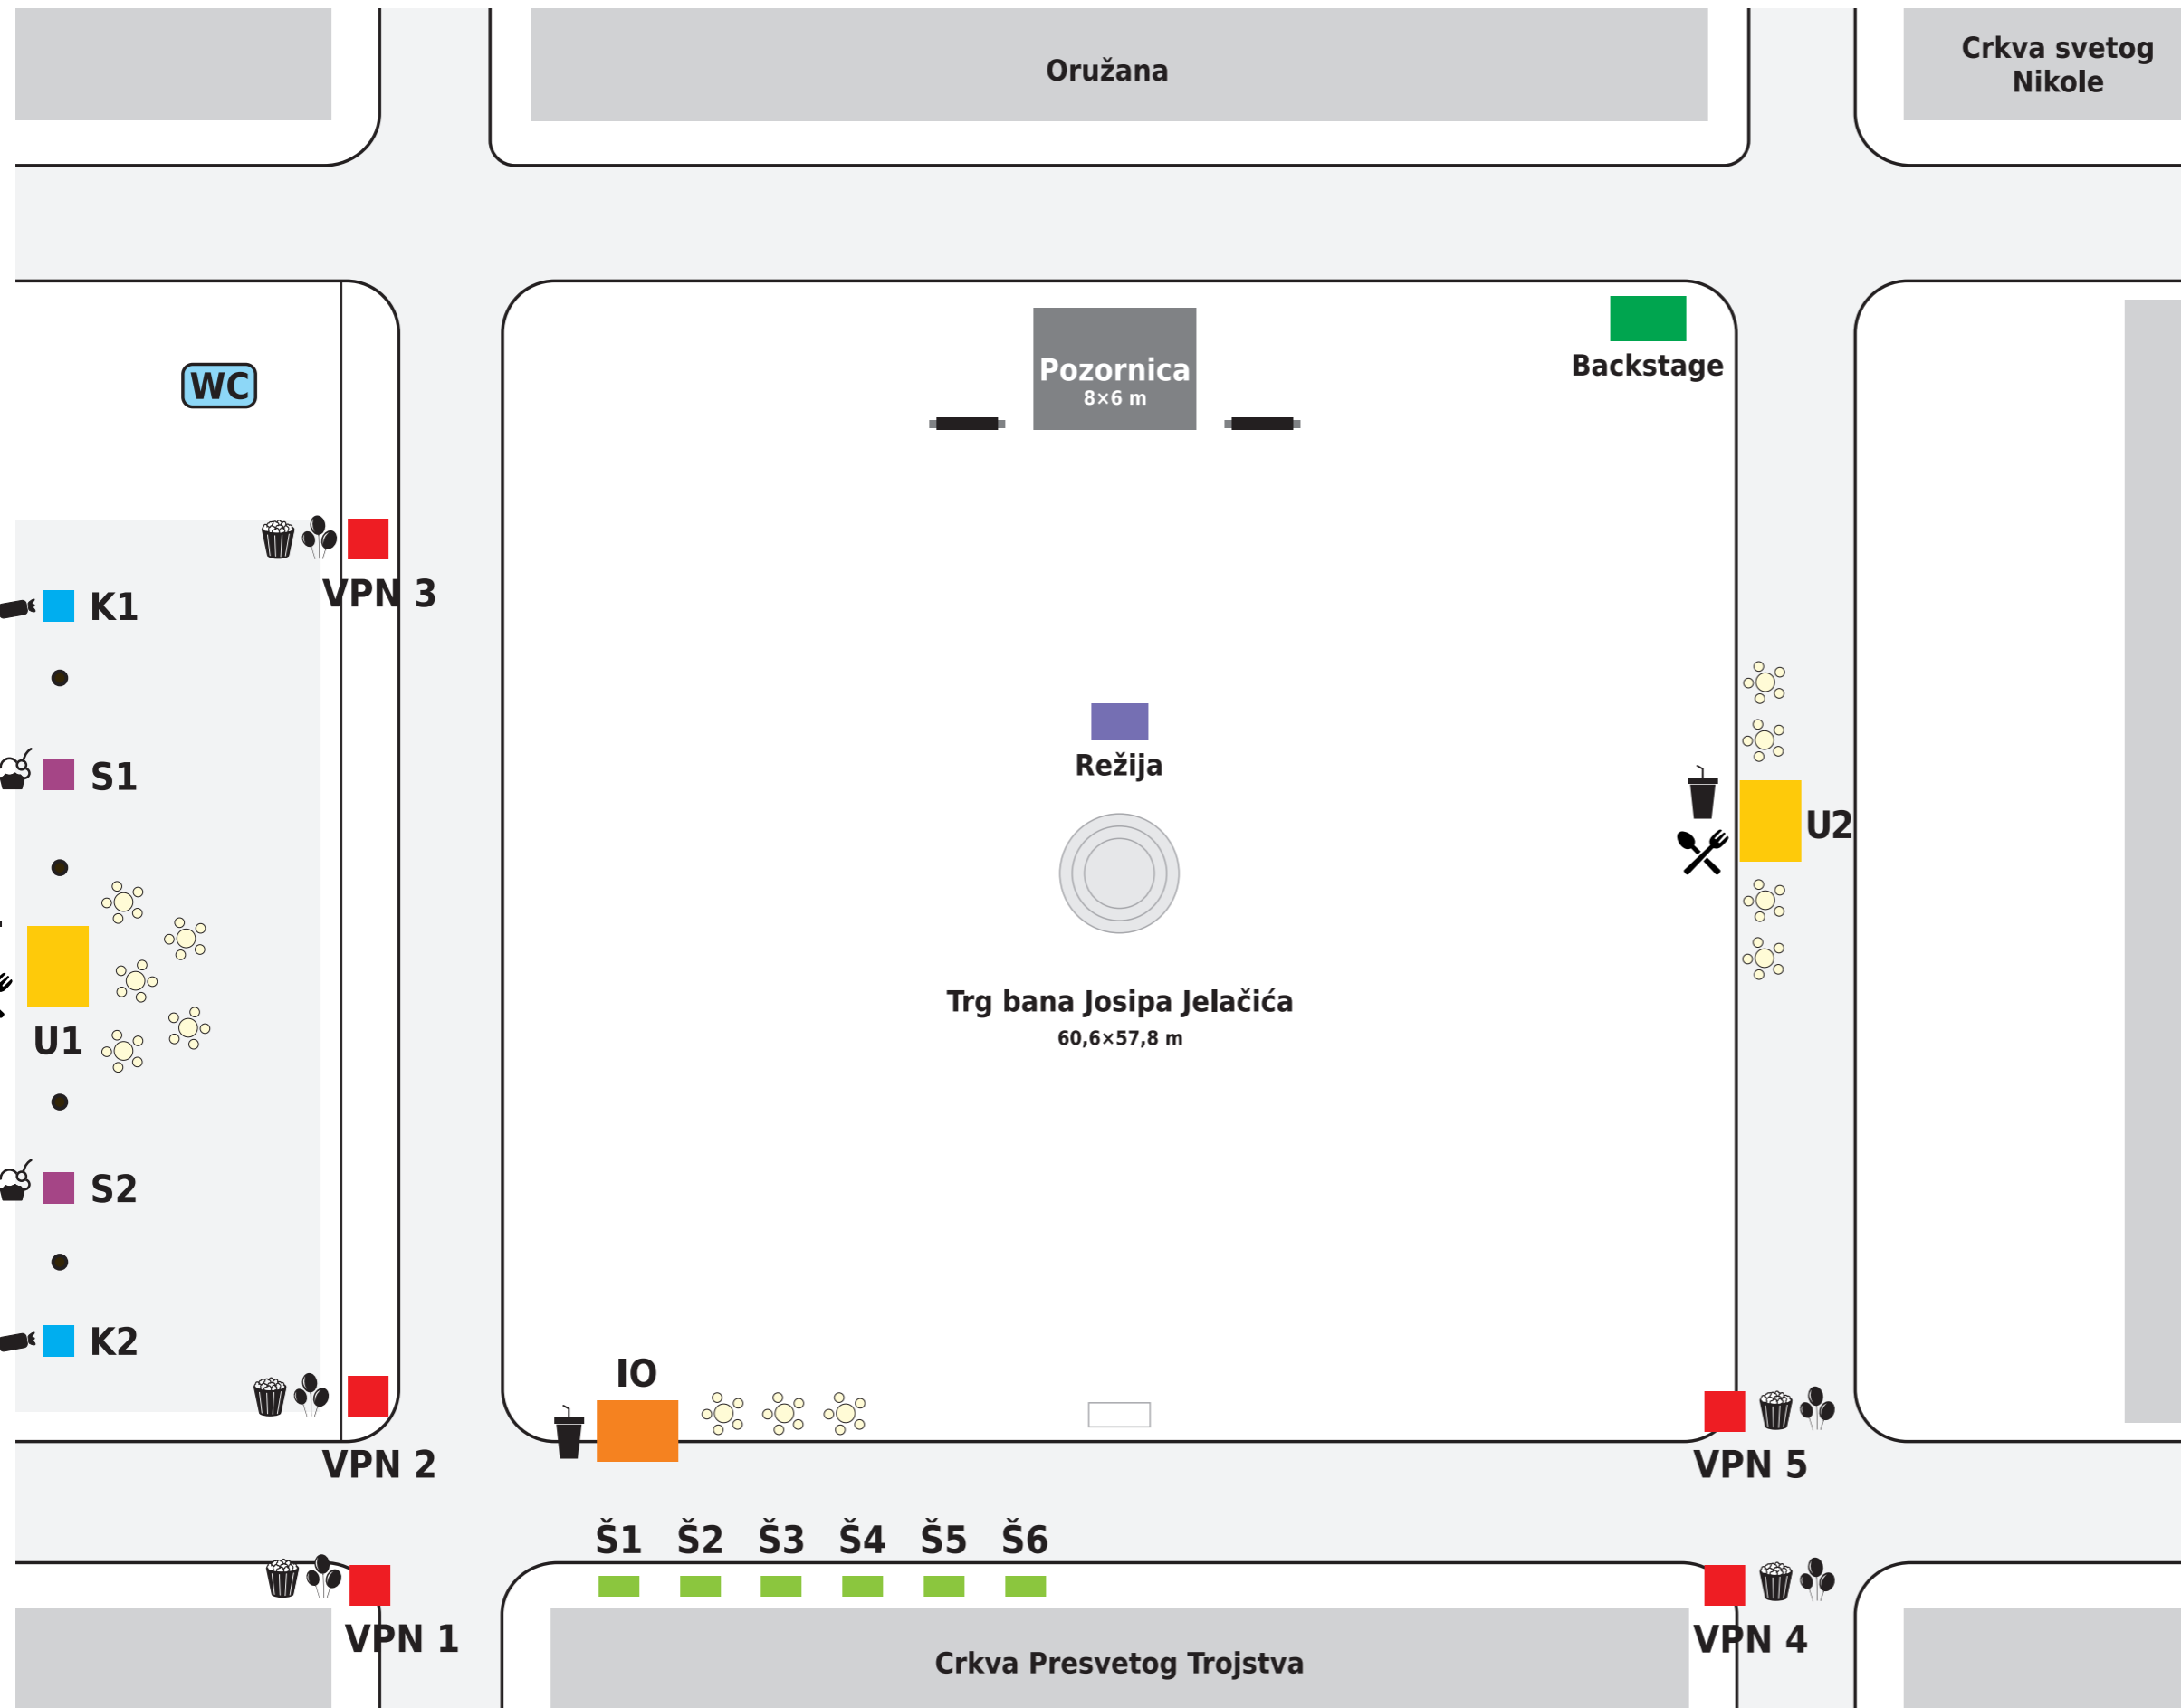 Oružana
Crkva svetog
Nikole
Pozornica
8×6 m
Backstage
WC
VPN 3
K1
S1
Režija
U2
Trg bana Josipa Jelačića
60,6×57,8 m
U1
S2
K2
IO
VPN 2
VPN 5
Š1 Š2 Š3 Š4 Š5 Š6
VPN 1
VPN 4
Crkva Presvetog Trojstva